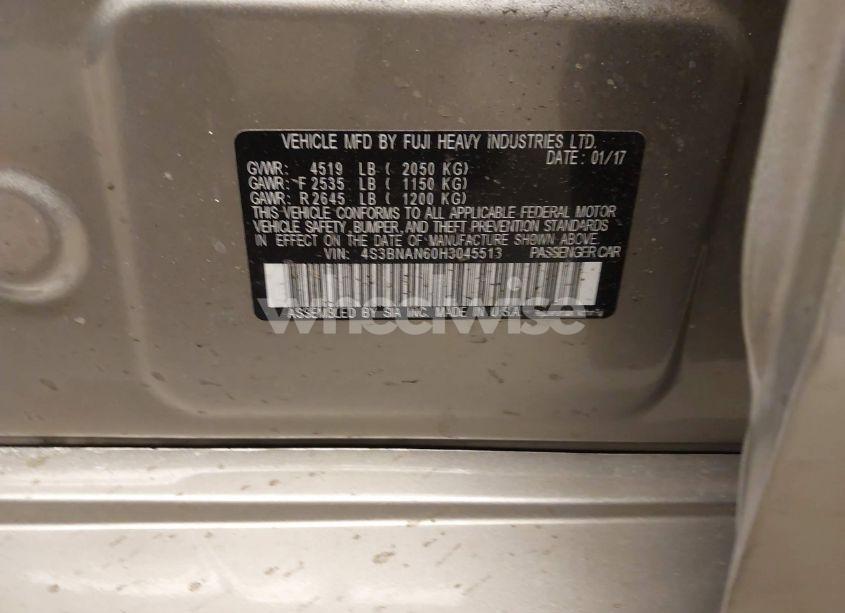 VEHICLE MFD BY FUJI HEAVY INDUSTRIES LTD.
DATE : 01/17
GVWR: 4519 LB ( 2050 KG)
GAWR: F 2535 LB ( 1150 KG)
GAWR: R 2645 LB ( 1200 KG)
THIS VEHICLE CONFORMS TO ALL APPLICABLE FEDERAL MOTOR
VEHICLE SAFETY, BUMPER, AND THEFT PREVENTION STANDARDS
IN EFFECT ON THE DATE OF MANUFACTURE SHOWN ABOVE.
VIN: 4S3BNAN60H3045513 PASSENGER CAR
wheelwise
ASSEMBLED BY SIA INC. MADE IN U.S.A.